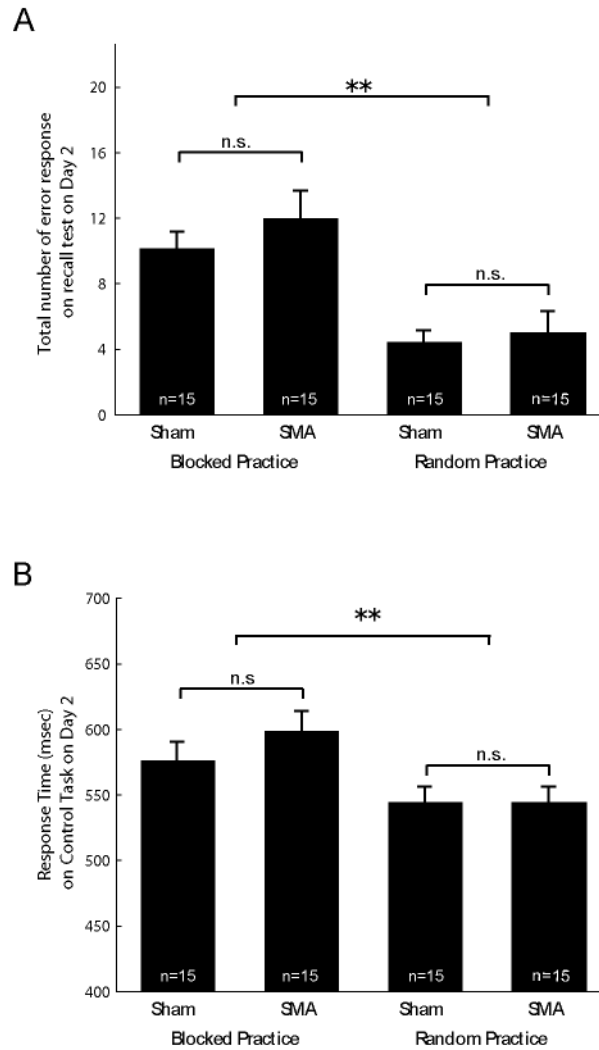 A
Total number of error response
on recall test on Day 2
20
16
12
8
4
0
**
n.s.
n.s.
n=15
n=15
n=15
n=15
Sham
SMA
Sham
SMA
Blocked Practice
Random Practice
B
Response Time (msec)
on Control Task on Day 2
700
650
600
550
500
450
400
**
n.s
n.s.
n=15
n=15
n=15
n=15
Sham
SMA
Sham
SMA
Blocked Practice
Random Practice